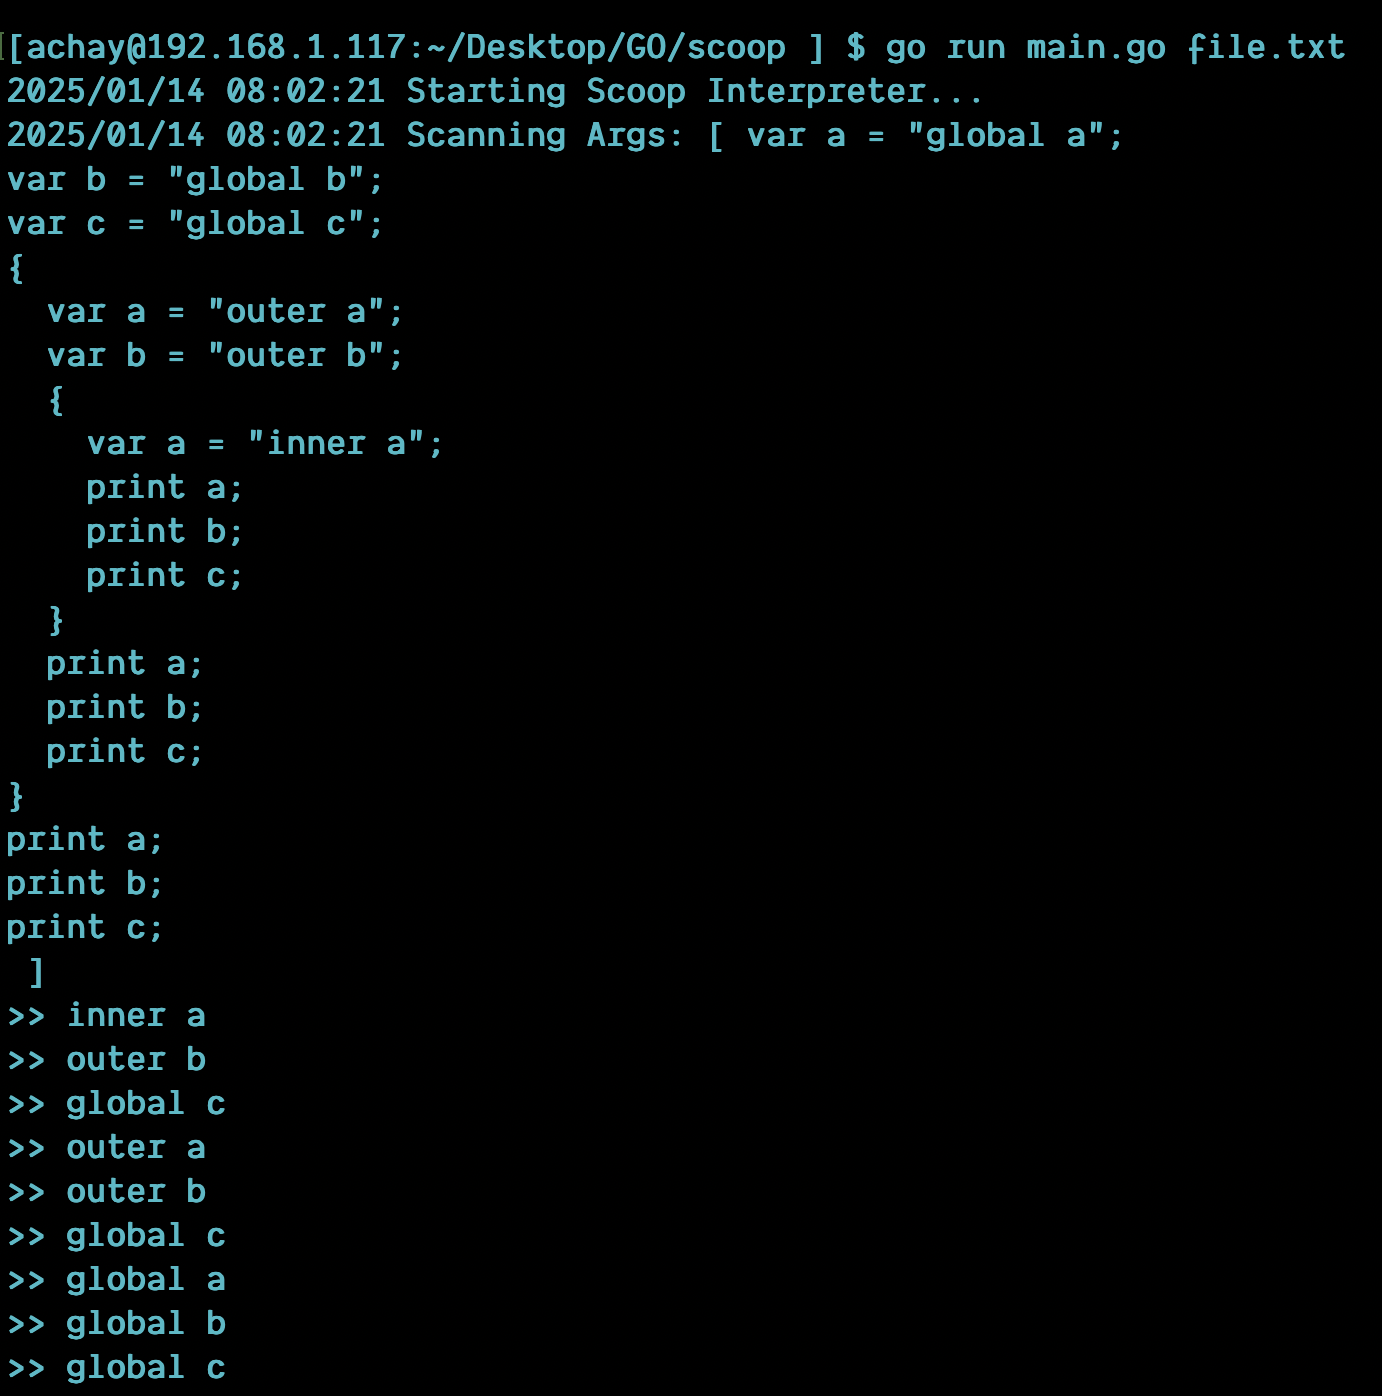 [achay@192.168.1.117:~/Desktop/GO/scoop ] $ go run main.go file.txt
2025/01/14 08:02:21 Starting Scoop Interpreter...
2025/01/14 08:02:21 Scanning Args: [ var a = "global a";
var b = "global b";
var c = "global c";
{
  var a = "outer a";
  var b = "outer b";
  {
    var a = "inner a";
    print a;
    print b;
    print c;
  }
  print a;
  print b;
  print c;
}
print a;
print b;
print c;
 ]
>> inner a
>> outer b
>> global c
>> outer a
>> outer b
>> global c
>> global a
>> global b
>> global c